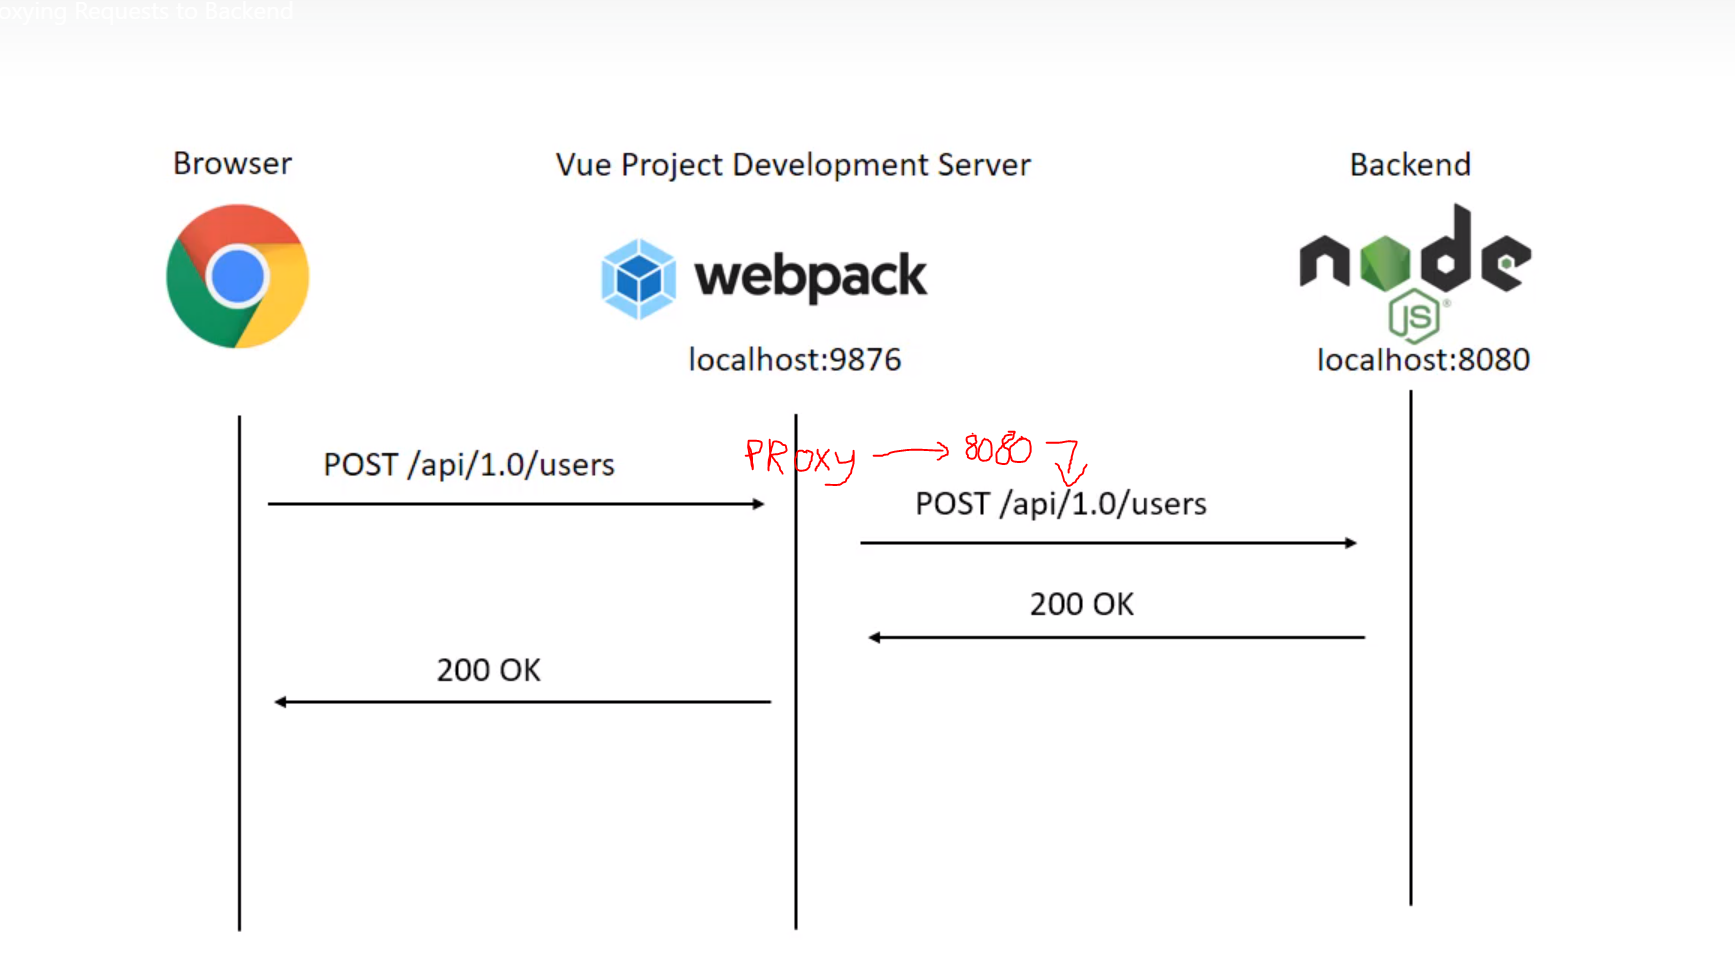 oxying Requests to Backend
Browser
Vue Project Development Server
Backend
webpack
node
JS
localhost:9876
localhost:8080
PROxy → 8080
POST /api/1.0/users
POST /api/1.0/users
200 OK
200 OK